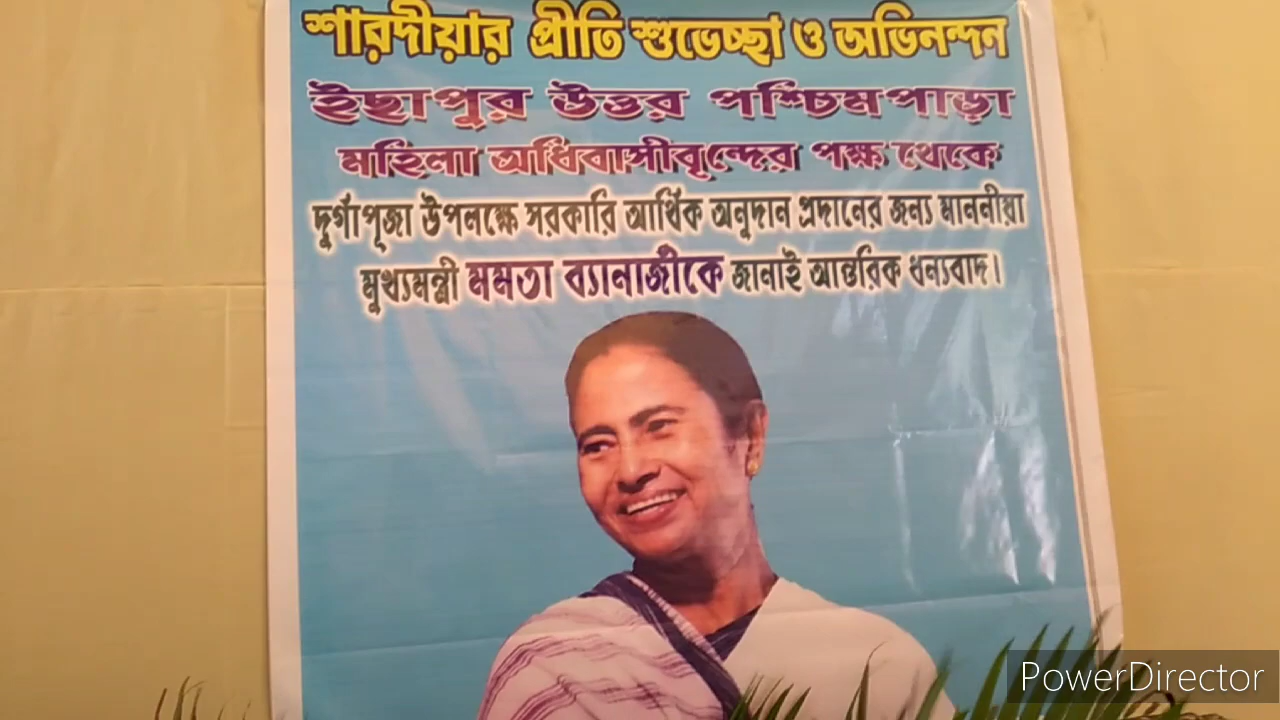 শারদীয়ার প্রীতি শুভেচ্ছা ও অভিনন্দন
ইছাপুর উত্তর পশ্চিমপাড়া
মহিলা অধিবাসীবৃন্দের পক্ষ থেকে
দুর্গাপূজা উপলক্ষে সরকারি আর্থিক অনুদান প্রদানের জন্য মাননীয়া
মুখ্যমন্ত্রী মমতা ব্যানার্জীকে জানাই আন্তরিক ধন্যবাদ।
PowerDirector